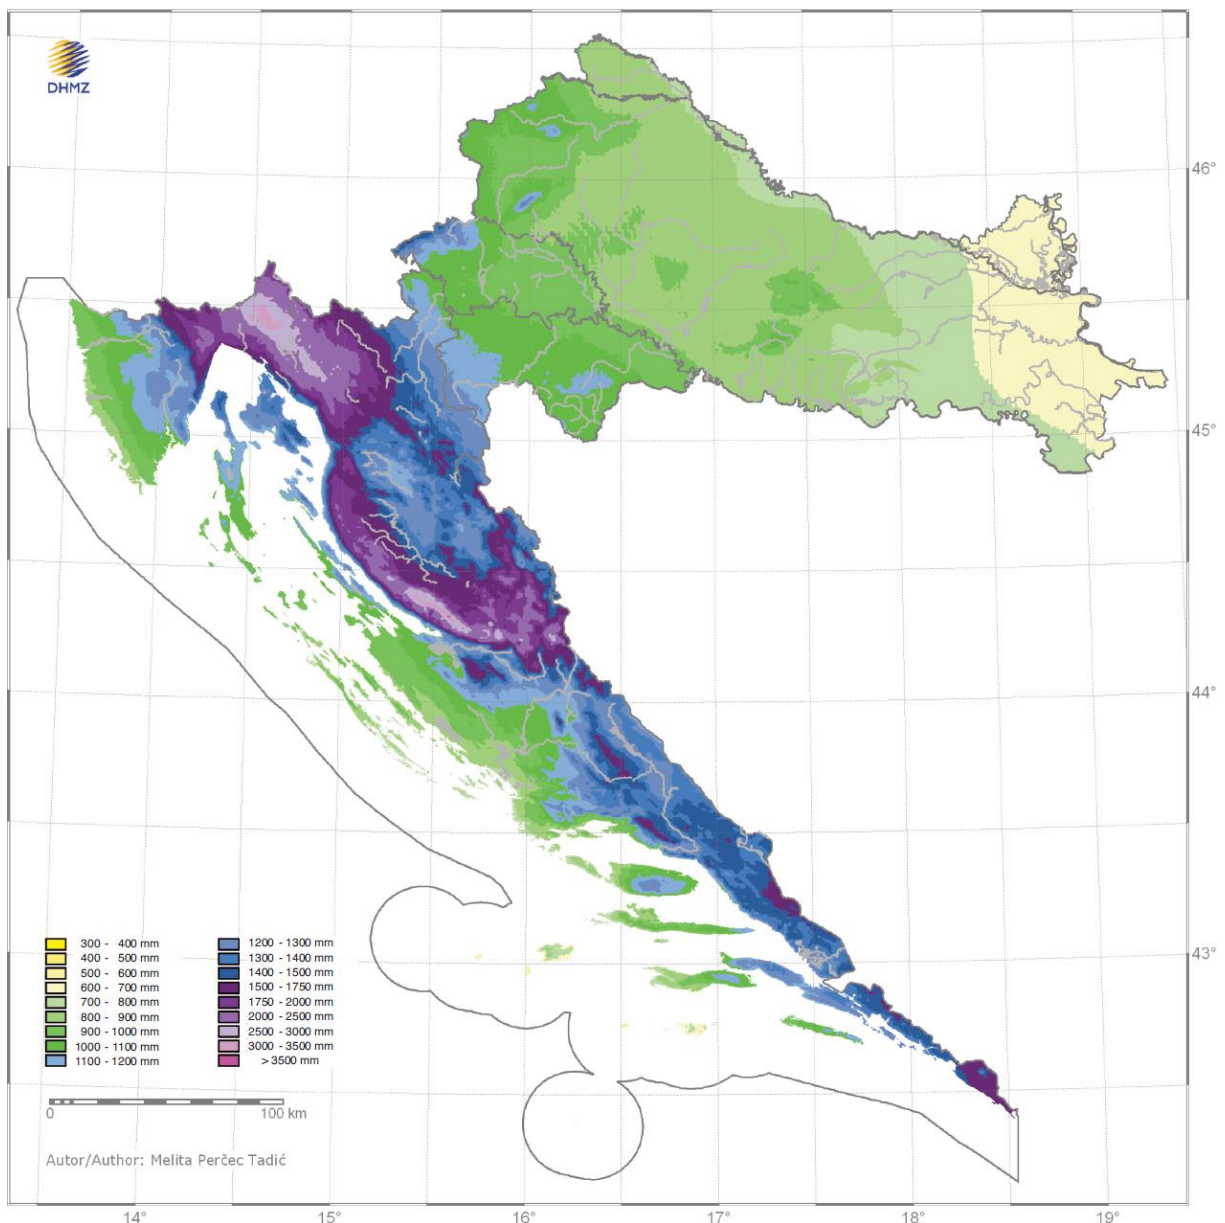 DHMZ
46°
45°
44°
43°
300 - 400 mm
400 - 500 mm
500 - 600 mm
600 - 700 mm
700 - 800 mm
800 - 900 mm
900 - 1000 mm
1000 - 1100 mm
1100 - 1200 mm
1200 - 1300 mm
1300 - 1400 mm
1400 - 1500 mm
1500 - 1750 mm
1750 - 2000 mm
2000 - 2500 mm
2500 - 3000 mm
3000 - 3500 mm
> 3500 mm
0 100 km
Autor/Author: Melita Perčec Tadić
14° 15° 16° 17° 18° 19°